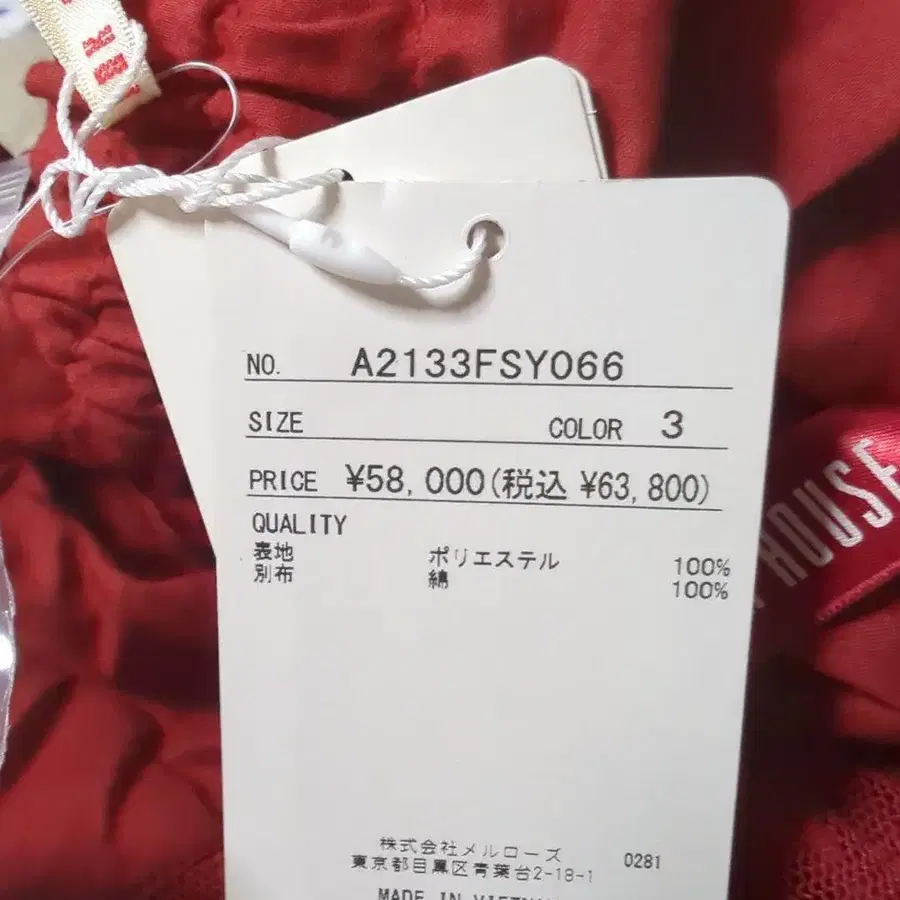 NO. A2133FSY066
SIZE COLOR 3
PRICE ¥58,000(税込 ¥63,800)
QUALITY
表地 ポリエステル 100%
別布 綿 100%
HOUSE
株式会社メルローズ
東京都目黒区青葉台2-18-1 0281
MADE IN